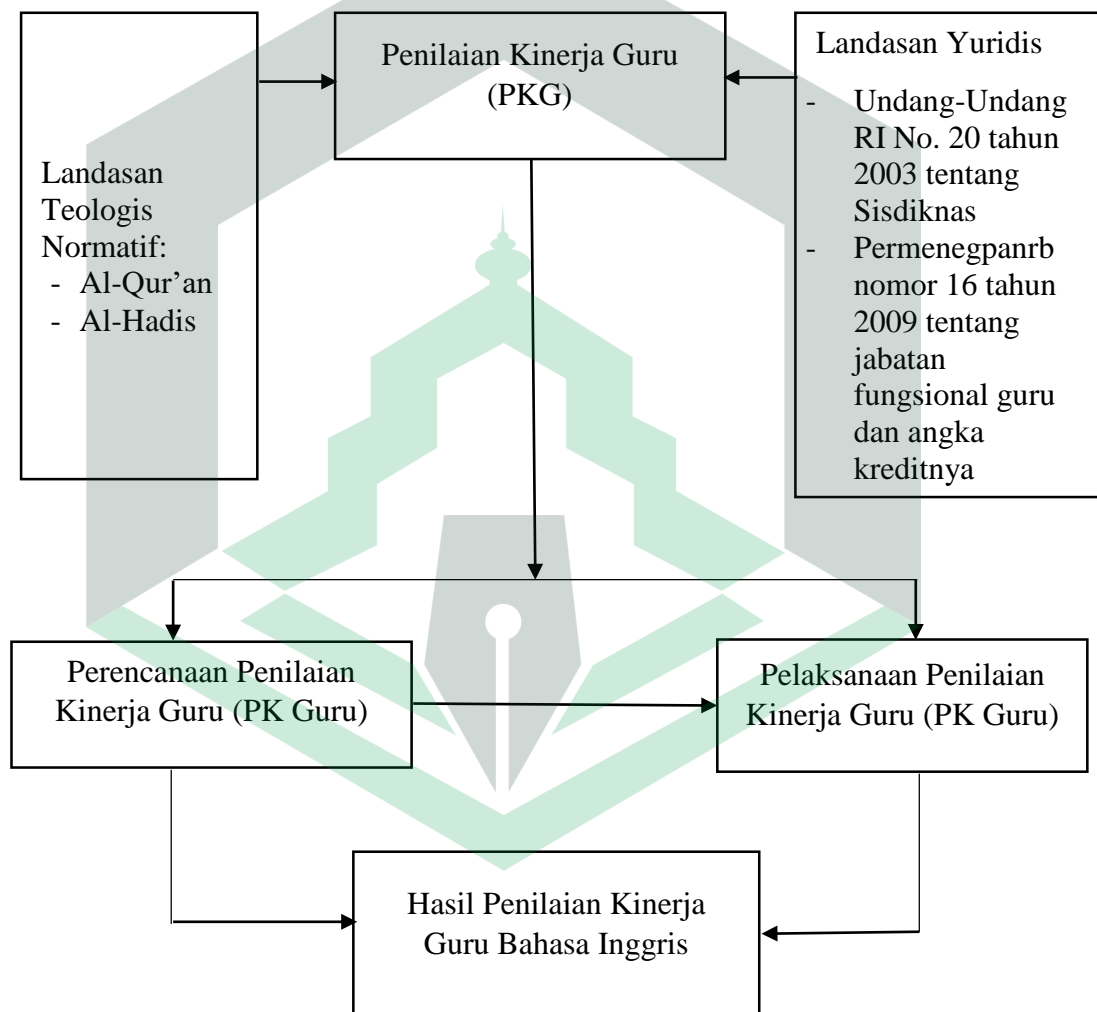 Penilaian Kinerja Guru
(PKG)
Landasan
Teologis
Normatif:
- Al-Qur’an
- Al-Hadis
Landasan Yuridis
- Undang-Undang
RI No. 20 tahun
2003 tentang
Sisdiknas
- Permenegpanrb
nomor 16 tahun
2009 tentang
jabatan
fungsional guru
dan angka
kreditnya
Perencanaan Penilaian
Kinerja Guru (PK Guru)
Pelaksanaan Penilaian
Kinerja Guru (PK Guru)
Hasil Penilaian Kinerja
Guru Bahasa Inggris